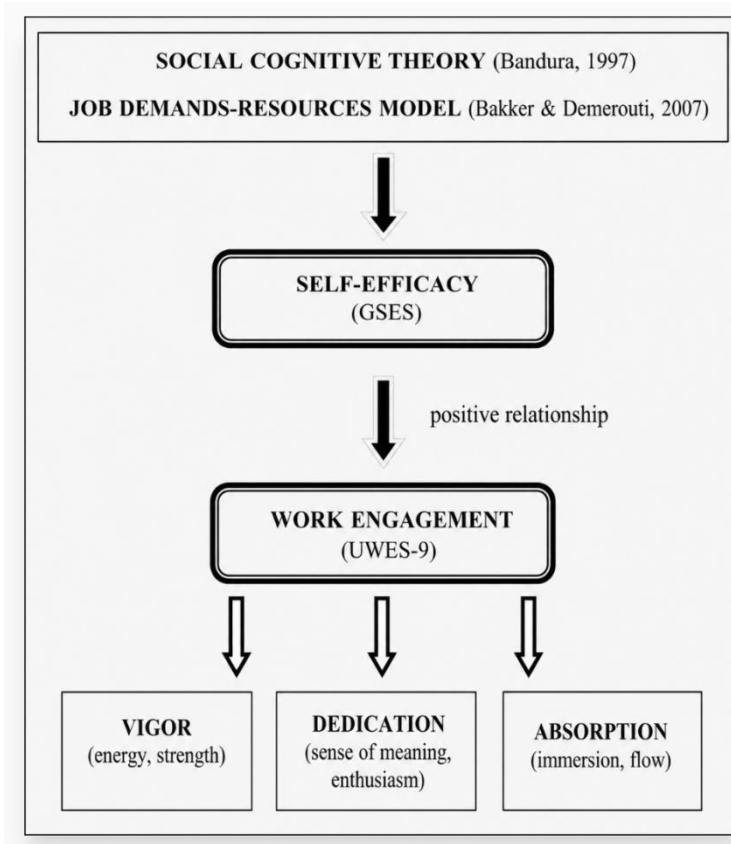 SOCIAL COGNITIVE THEORY (Bandura, 1997)
JOB DEMANDS-RESOURCES MODEL (Bakker & Demerouti, 2007)
SELF-EFFICACY
(GSES)
positive relationship
WORK ENGAGEMENT
(UWES-9)
VIGOR
(energy, strength)
DEDICATION
(sense of meaning,
enthusiasm)
ABSORPTION
(immersion, flow)